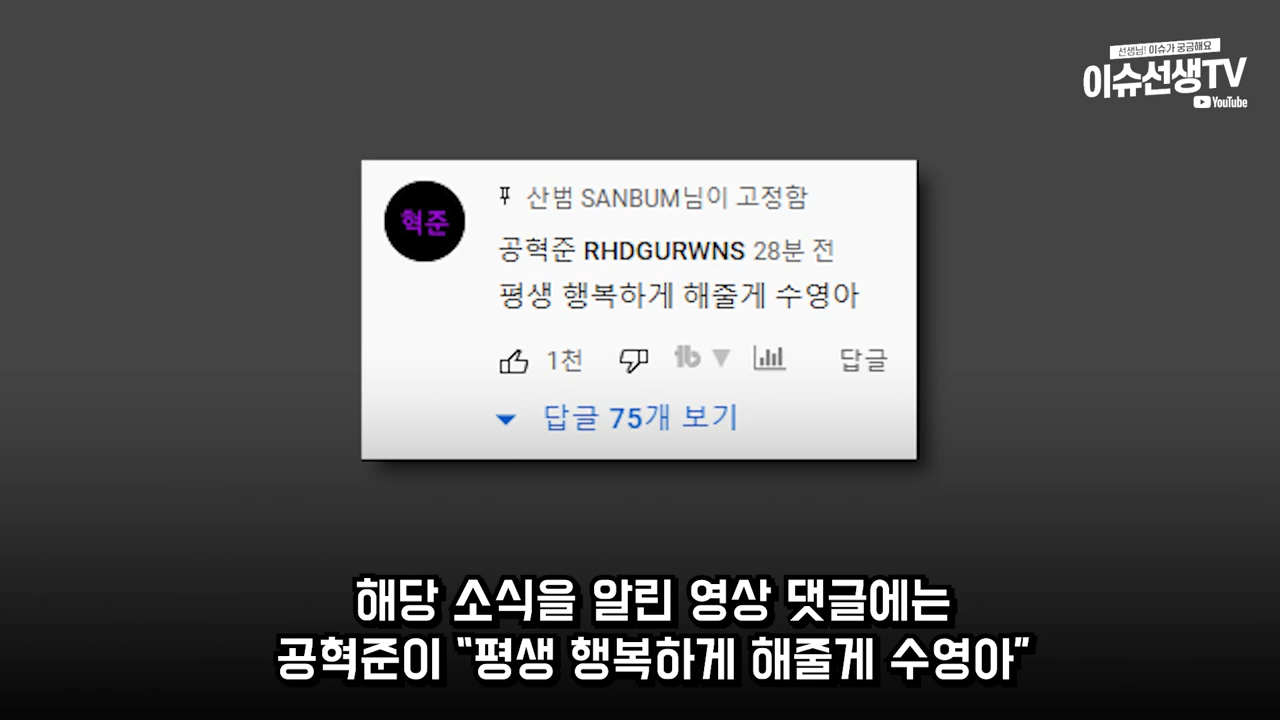 선생님! 이슈가 궁금해요
이슈선생TV
YouTube
혁준
산범 SANBUM님이 고정함
공혁준 RHDGURWNS 28분 전
평생 행복하게 해줄게 수영아
1천 tb 답글
답글 75개 보기
해당 소식을 알린 영상 댓글에는
공혁준이 "평생 행복하게 해줄게 수영아"